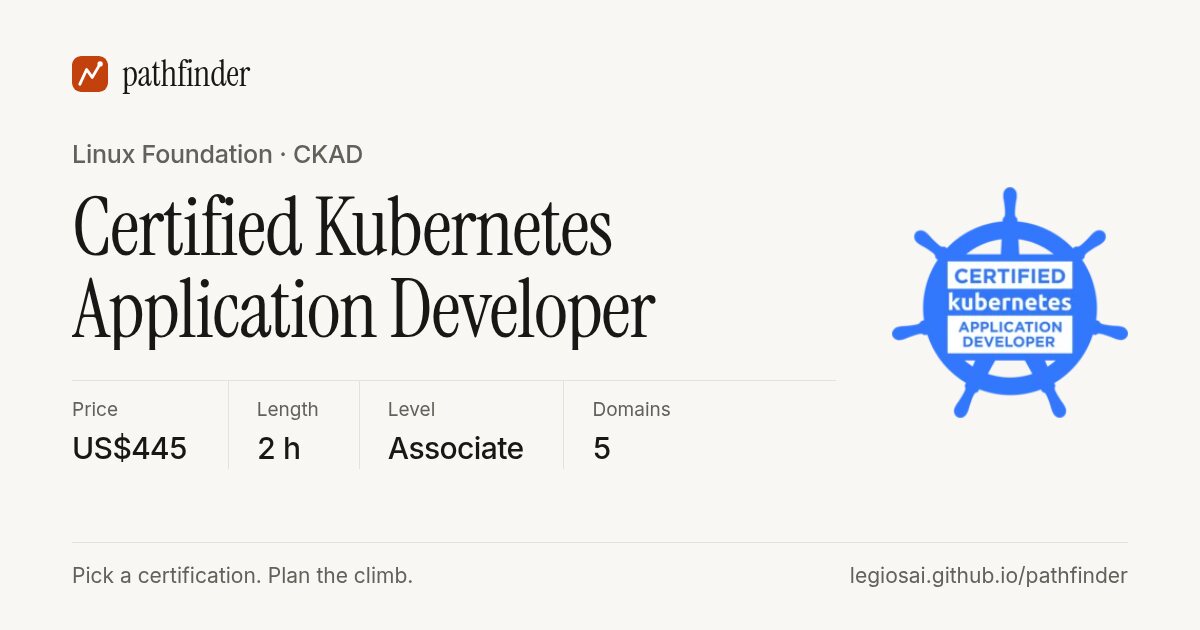 pathfinder
Linux Foundation · CKAD
Certified Kubernetes
Application Developer
CERTIFIED
kubernetes
APPLICATION
DEVELOPER
Price
US$445
Length
2 h
Level
Associate
Domains
5
Pick a certification. Plan the climb.
legiosai.github.io/pathfinder